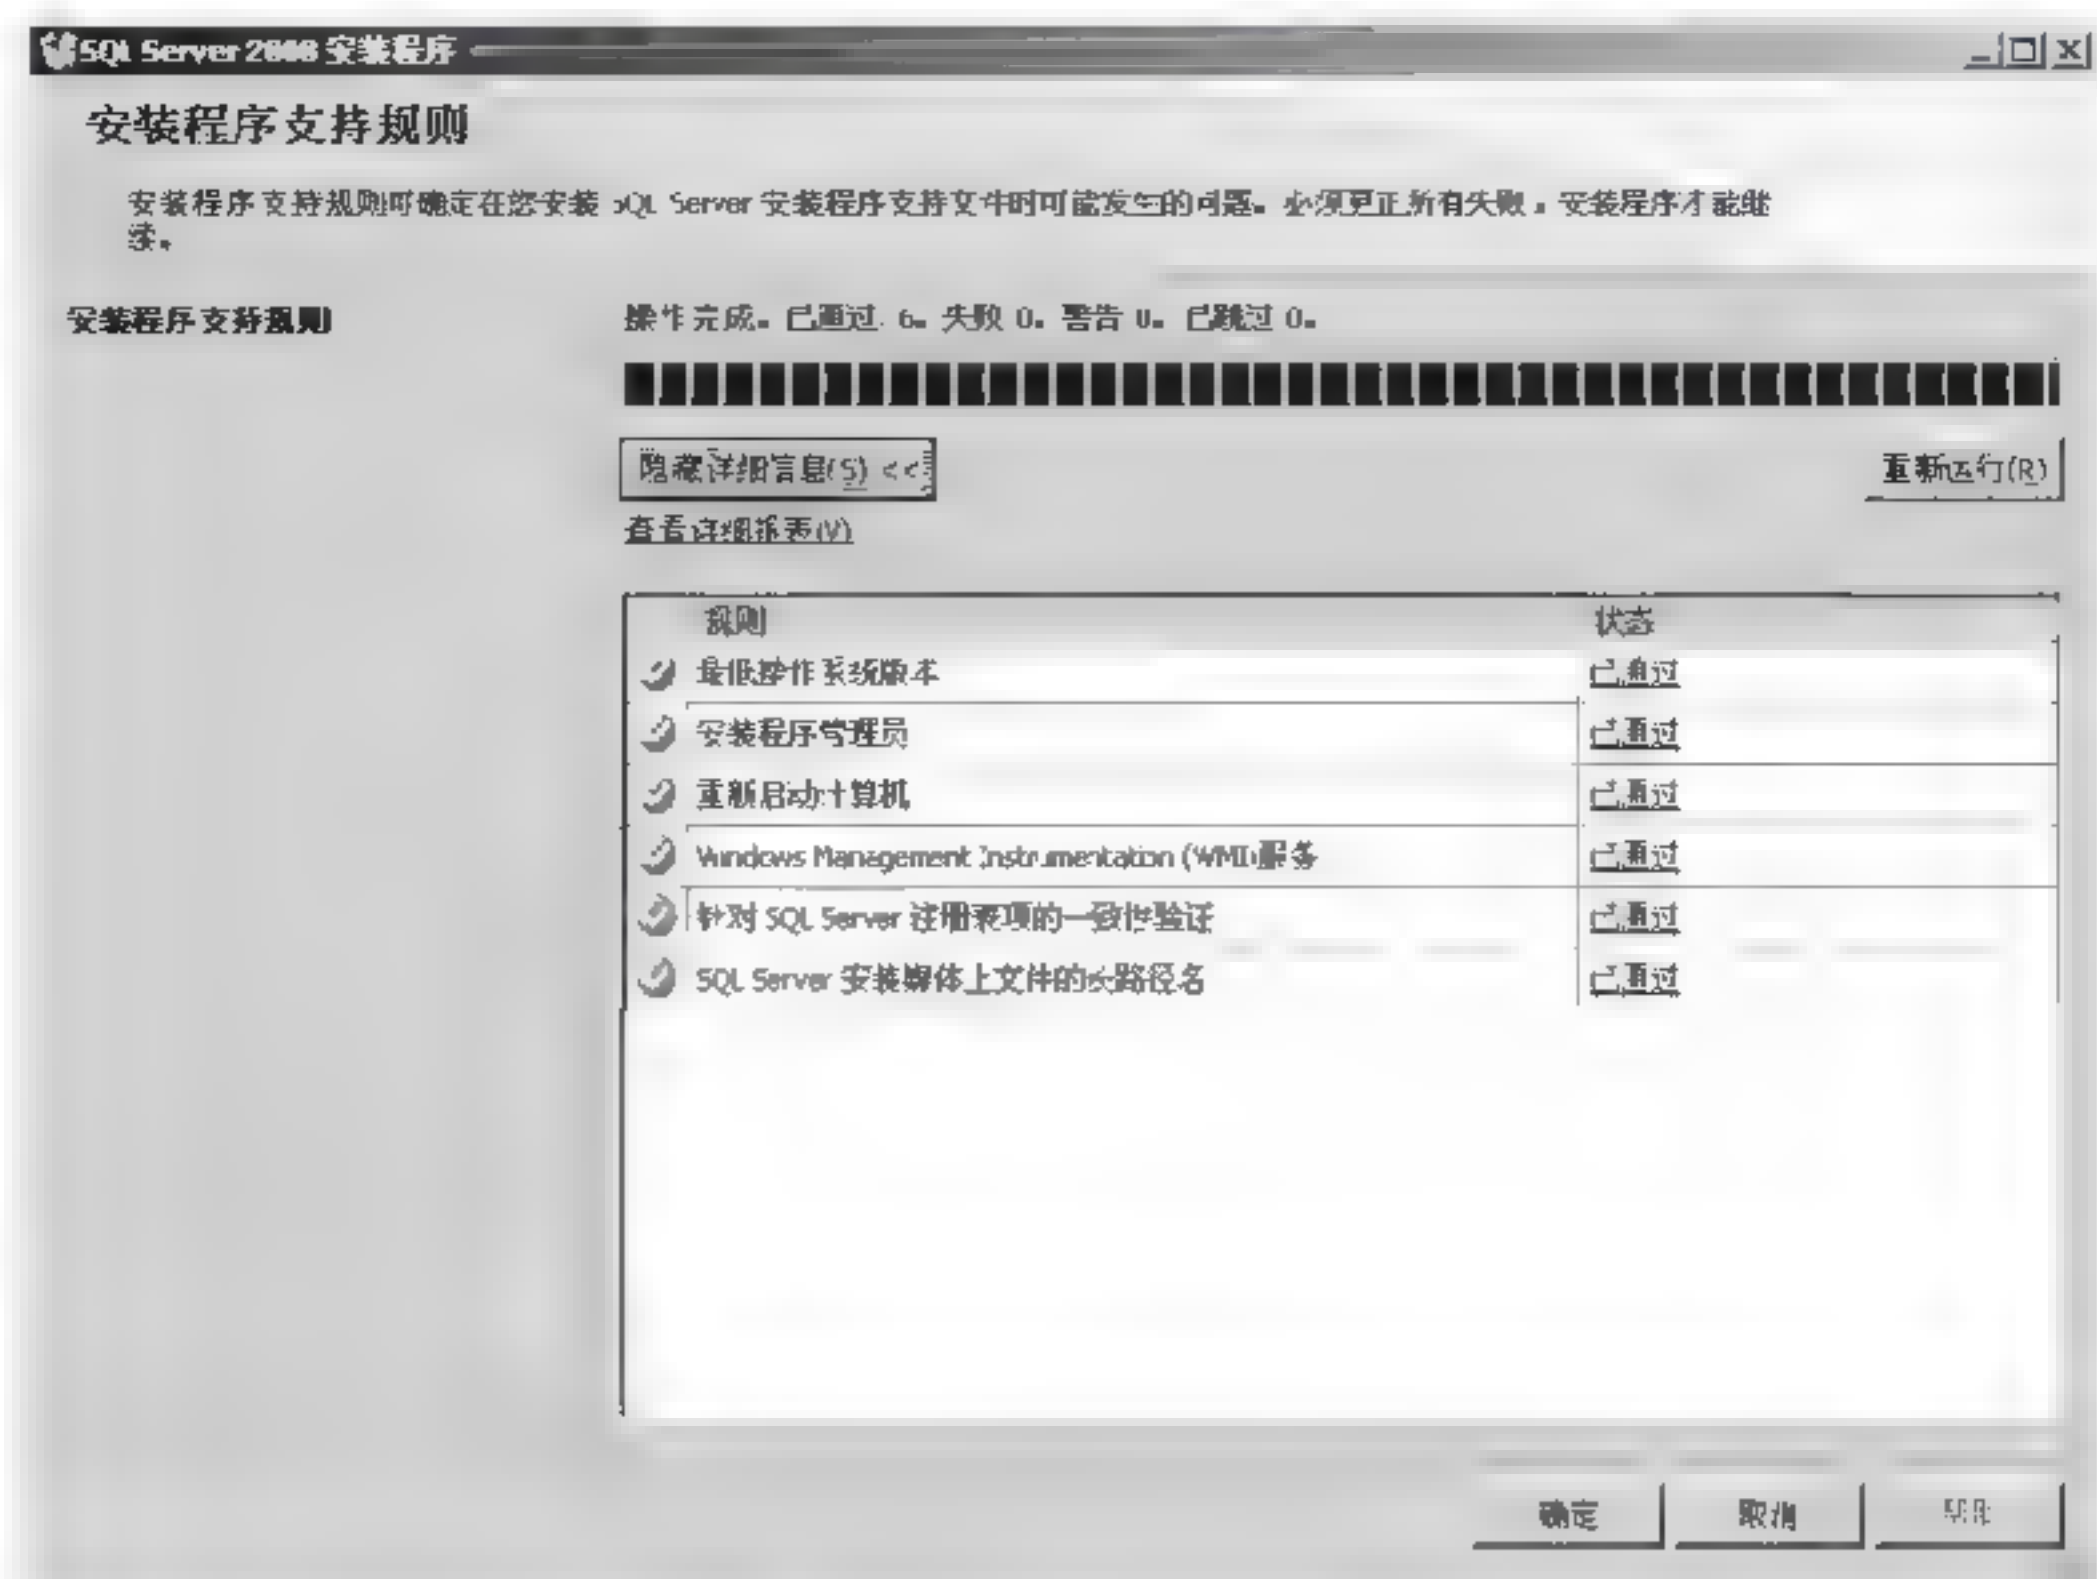 SQL Server 2008 安装程序
安装程序支持规则
安装程序支持规则可确定在您安装 SQL Server 安装程序支持文件时可能发生的问题。必须更正所有失败，安装程序才能继
续。
安装程序支持规则
操作完成。已通过: 6。失败 0。警告 0。已跳过 0。
隐藏详细信息(S) <<
重新运行(R)
查看详细报表(V)
规则 状态
最低操作系统版本 已通过
安装程序管理员 已通过
重新启动计算机 已通过
Windows Management Instrumentation (WMI)服务 已通过
针对 SQL Server 注册表项的一致性验证 已通过
SQL Server 安装媒体上文件的长路径名 已通过
确定 取消 帮助